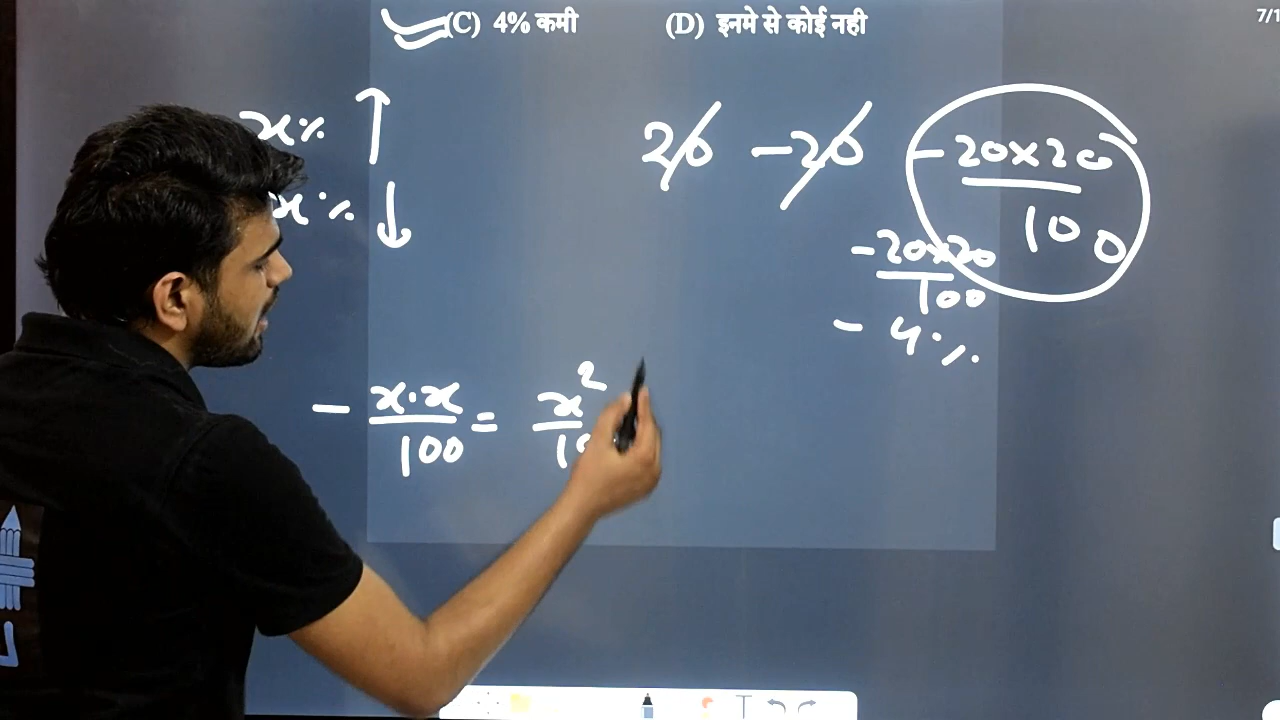 (C) 4% कमी (D) इनमे से कोई नही
7/1
x% ↑
x% ↓
20 - 20 - 20×20
100
- 20×20
100
- 4%
- x·x = x²
100 10